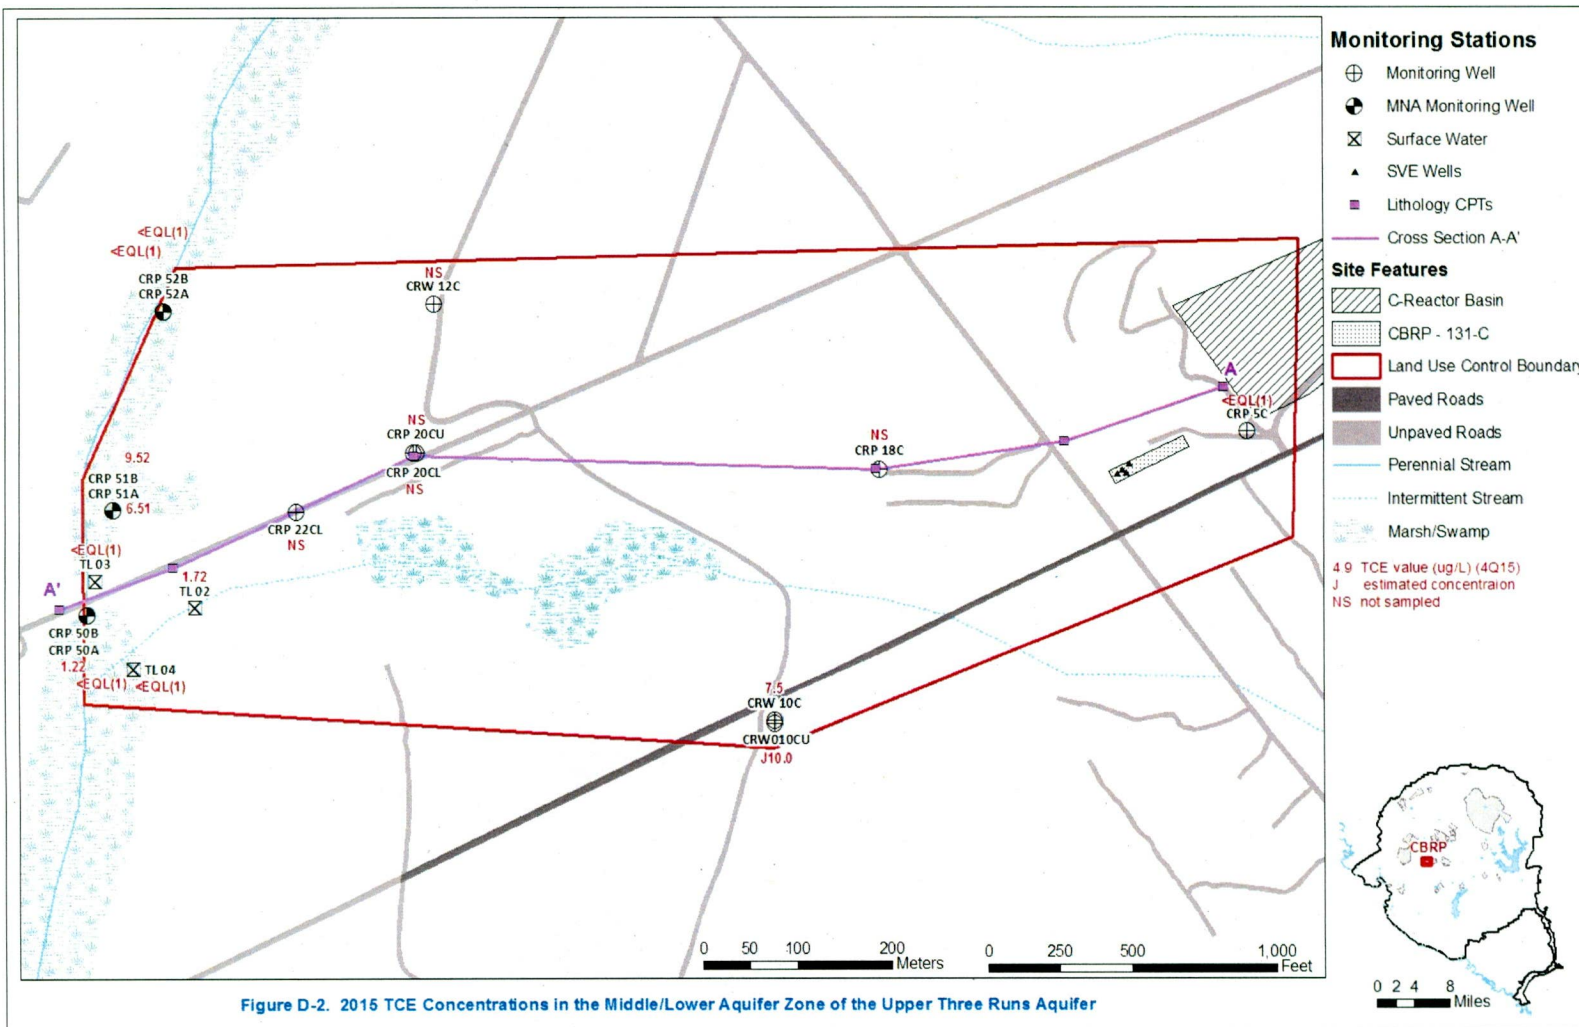 Monitoring Stations
Monitoring Well
MNA Monitoring Well
Surface Water
SVE Wells
Lithology CPTs
Cross Section A-A'
Site Features
C-Reactor Basin
CBRP - 131-C
Land Use Control Boundary
Paved Roads
Unpaved Roads
Perennial Stream
Intermittent Stream
Marsh/Swamp
4.9 TCE value (ug/L) (4Q15)
J estimated concentraion
NS not sampled
<EQL(1)
<EQL(1)
CRP 52B
CRP 52A
NS
CRW 12C
A
<EQL(1)
CRP 5C
NS
CRP 20CU
CRP 20CL
NS
NS
CRP 18C
9.52
CRP 51B
CRP 51A
6.51
CRP 22CL
NS
<EQL(1)
TL03
1.72
TL02
A'
CRP 50B
CRP 50A
1.22
<EQL(1)
TL04
<EQL(1)
7.5
CRW 10C
CRW010CU
J10.0
CBRP
0 50 100 200
Meters
0 250 500 1,000
Feet
0 2 4 8
Miles
Figure D-2. 2015 TCE Concentrations in the Middle/Lower Aquifer Zone of the Upper Three Runs Aquifer